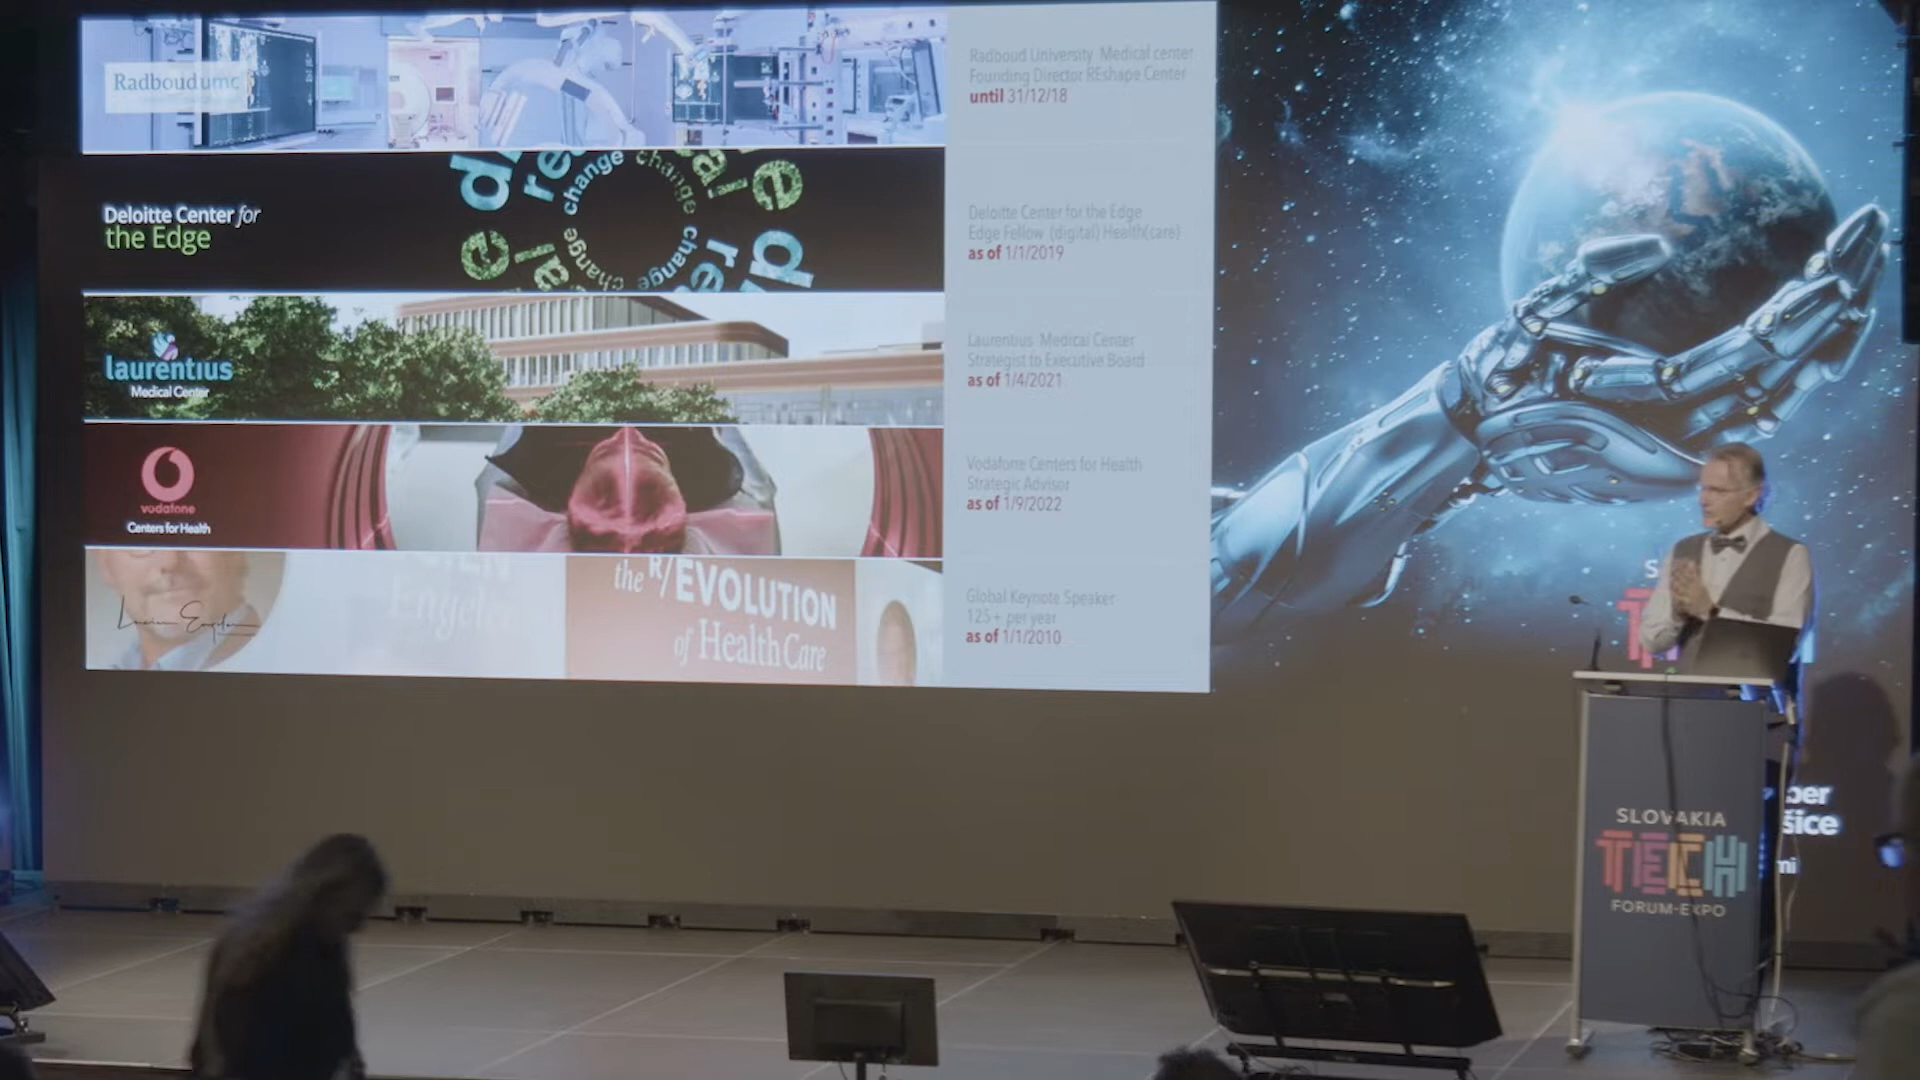 Radboudumc
Radboud University Medical center
Founding Director REshape Center
until 31/12/18
Deloitte Center for
the Edge
change
change
change
change
change
Deloitte Center for the Edge
Edge Fellow (digital) Health(care)
as of 1/1/2019
laurentius
Medical Center
Laurentius Medical Center
Strategist to Executive Board
as of 1/4/2021
vodafone
Centers for Health
Vodafone Centers for Health
Strategic Advisor
as of 1/9/2022
the R/EVOLUTION
of Health Care
Global Keynote Speaker
125+ per year
as of 1/1/2010
SLOVAKIA
TECH
FORUM-EXPO